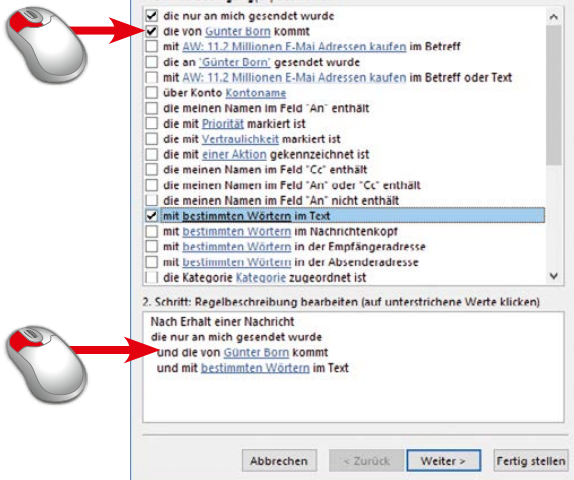 die nur an mich gesendet wurde
die von Günter Born kommt
mit AW: 11.2 Millionen E-Mai Adressen kaufen im Betreff
die an 'Günter Born' gesendet wurde
mit AW: 11.2 Millionen E-Mai Adressen kaufen im Betreff oder Text
über Konto Kontoname
die meinen Namen im Feld "An" enthält
die mit Priorität markiert ist
die mit Vertraulichkeit markiert ist
die mit einer Aktion gekennzeichnet ist
die meinen Namen im Feld "Cc" enthält
die meinen Namen im Feld "An" oder "Cc" enthält
die meinen Namen im Feld "An" nicht enthält
mit bestimmten Wörtern im Text
mit bestimmten Wörtern im Nachrichtenkopf
mit bestimmten Wörtern in der Empfängeradresse
mit bestimmten Wörtern in der Absenderadresse
die Kategorie Kategorie zugeordnet ist
2. Schritt: Regelbeschreibung bearbeiten (auf unterstrichene Werte klicken)
Nach Erhalt einer Nachricht
die nur an mich gesendet wurde
und die von Günter Born kommt
und mit bestimmten Wörtern im Text
Abbrechen < Zurück Weiter > Fertig stellen